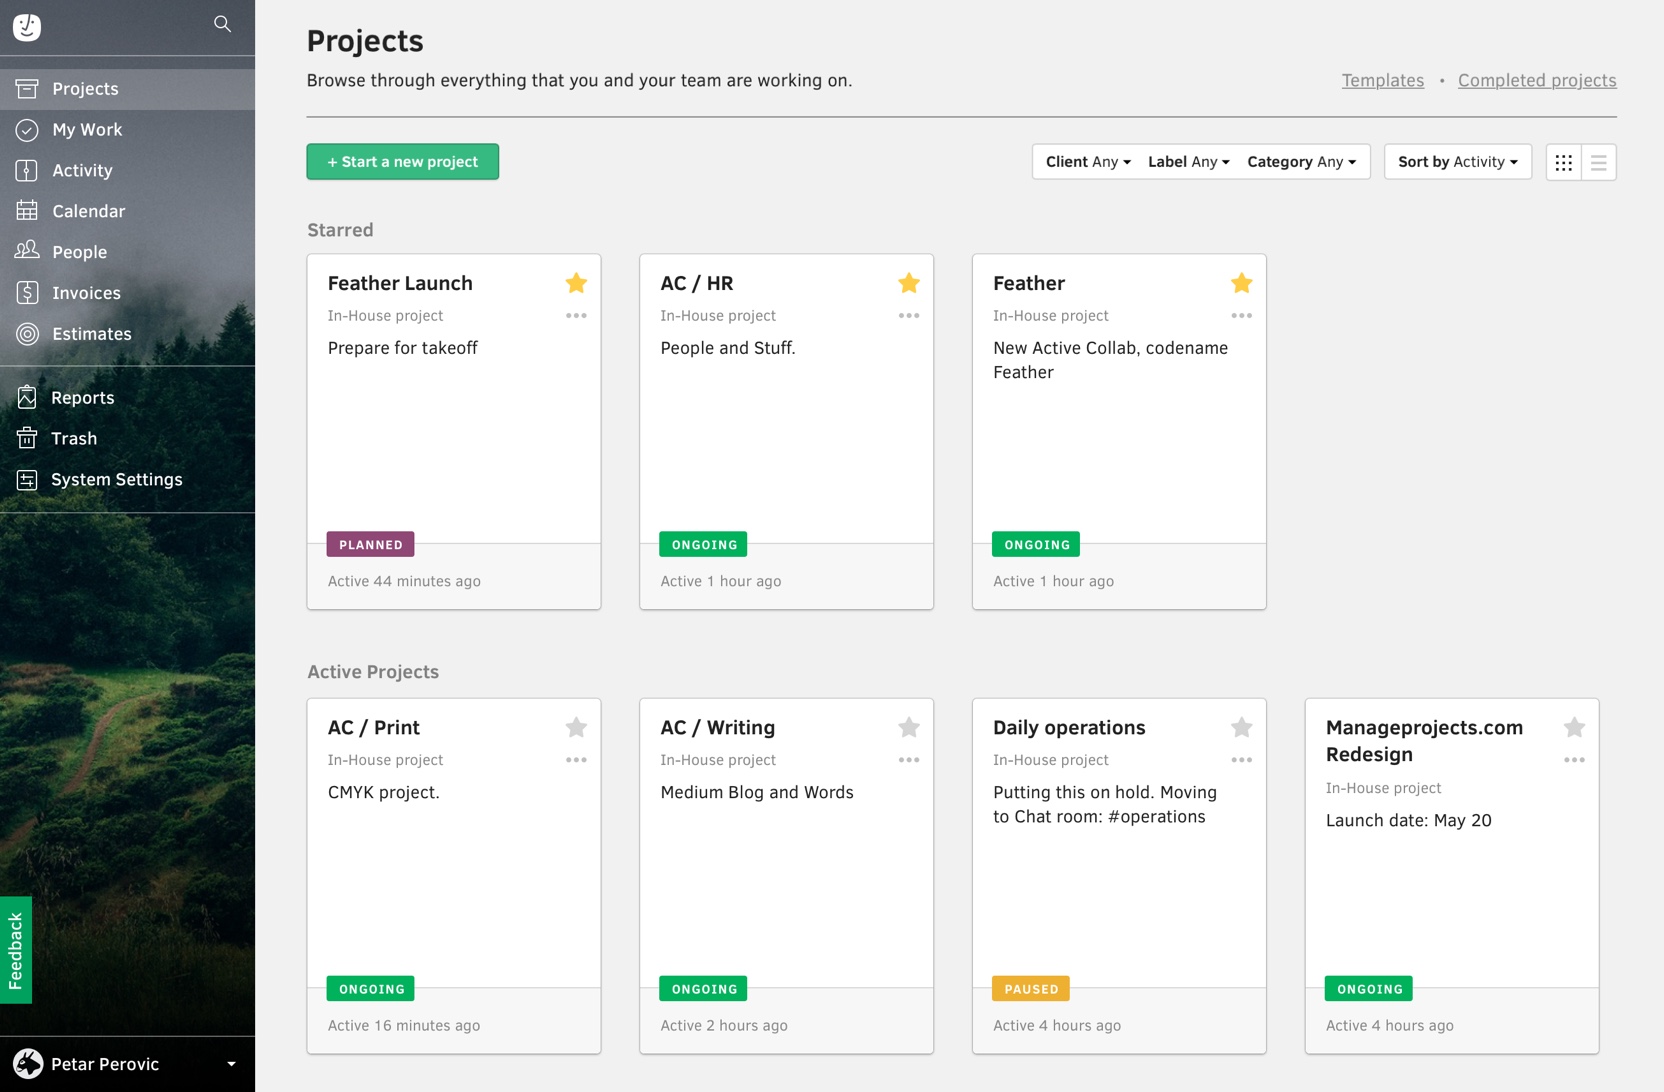 Projects
My Work
Activity
Calendar
People
Invoices
Estimates
Reports
Trash
System Settings
Feedback
Petar Perovic
Projects
Browse through everything that you and your team are working on.
Templates • Completed projects
+ Start a new project
Client Any Label Any Category Any
Sort by Activity
Starred
Feather Launch
In-House project
Prepare for takeoff
PLANNED
Active 44 minutes ago
AC / HR
In-House project
People and Stuff.
ONGOING
Active 1 hour ago
Feather
In-House project
New Active Collab, codename
Feather
ONGOING
Active 1 hour ago
Active Projects
AC / Print
In-House project
CMYK project.
ONGOING
Active 16 minutes ago
AC / Writing
In-House project
Medium Blog and Words
ONGOING
Active 2 hours ago
Daily operations
In-House project
Putting this on hold. Moving
to Chat room: #operations
PAUSED
Active 4 hours ago
Manageprojects.com
Redesign
In-House project
Launch date: May 20
ONGOING
Active 4 hours ago